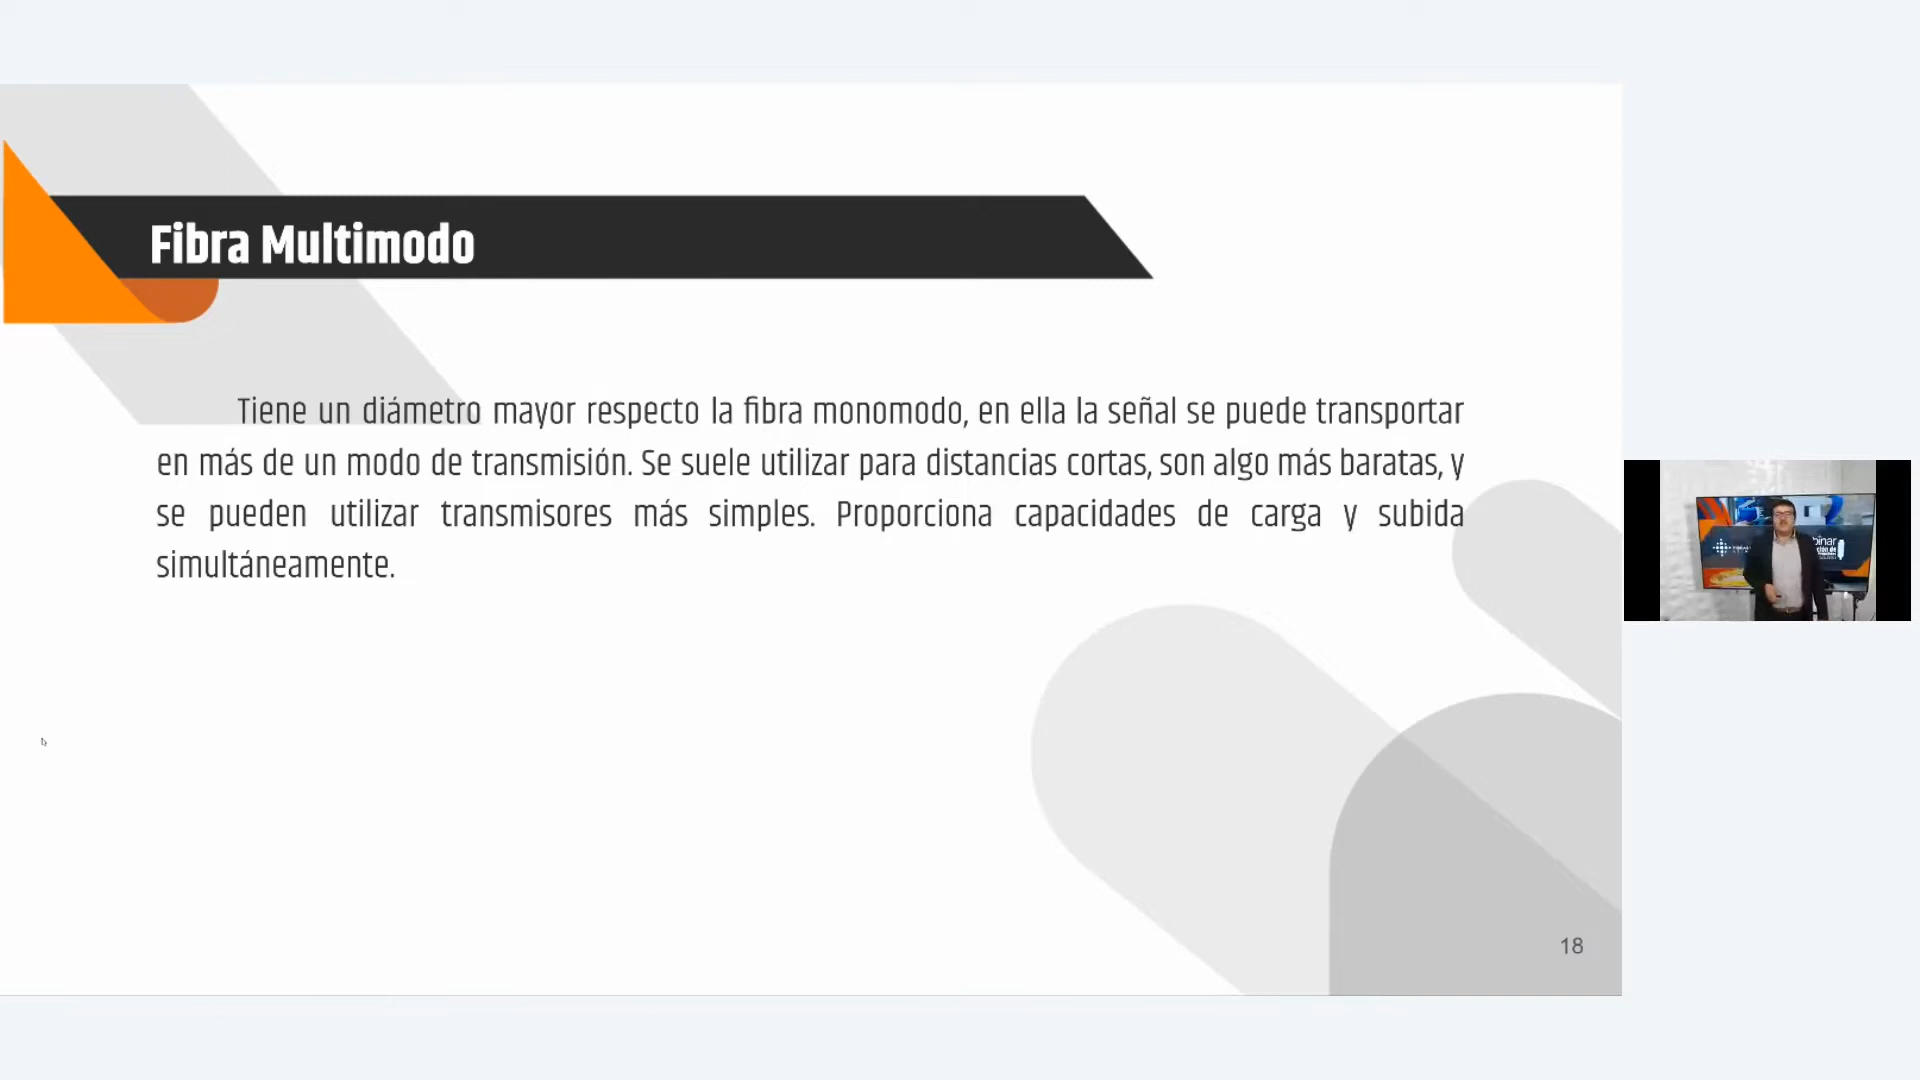 Fibra Multimodo
Tiene un diámetro mayor respecto la fibra monomodo, en ella la señal se puede transportar
en más de un modo de transmisión. Se suele utilizar para distancias cortas, son algo más baratas, y
se pueden utilizar transmisores más simples. Proporciona capacidades de carga y subida
simultáneamente.
18